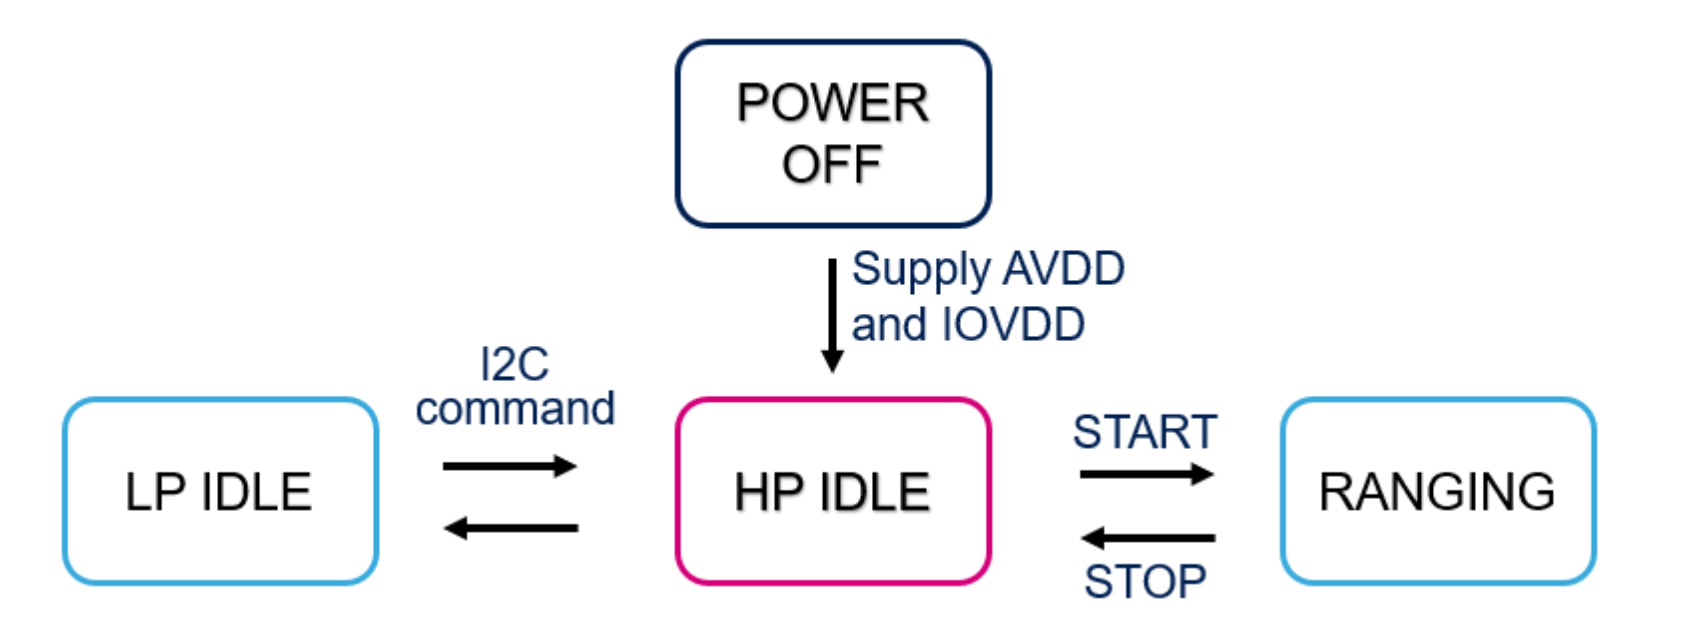 POWER
OFF
Supply AVDD
and IOVDD
I2C
command
LP IDLE
HP IDLE
START
STOP
RANGING